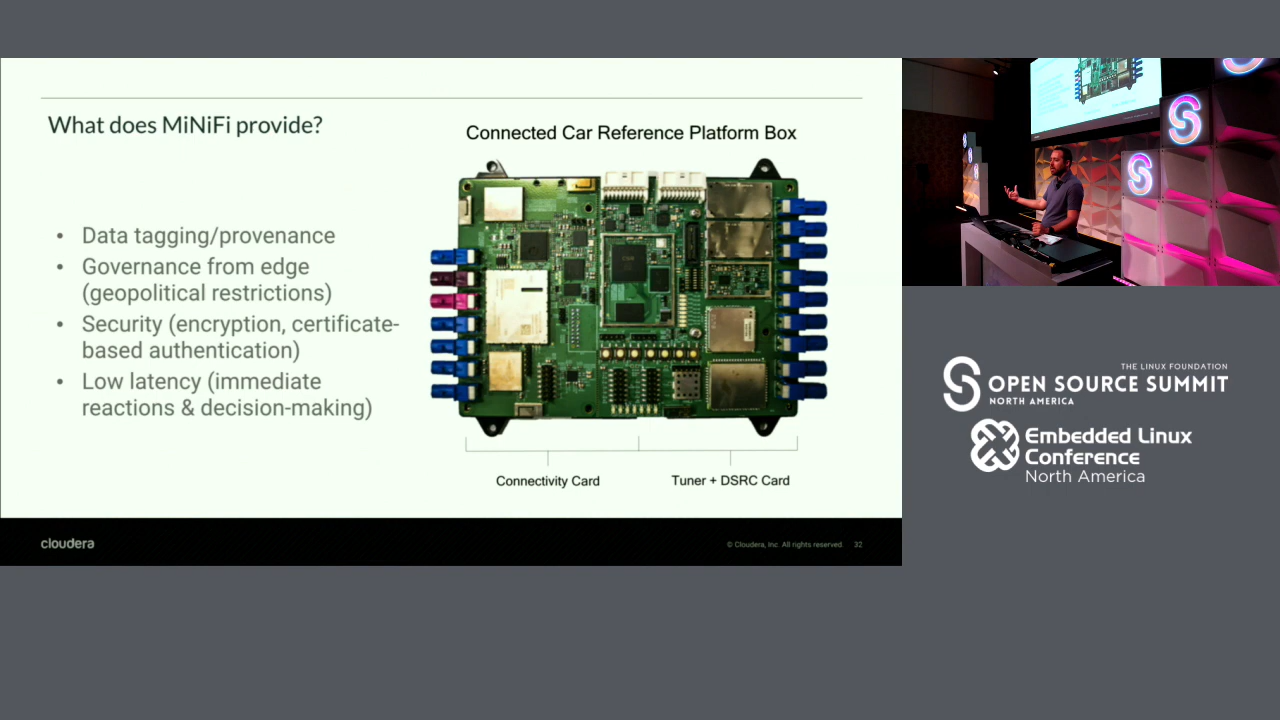 What does MiNiFi provide?
• Data tagging/provenance
• Governance from edge
(geopolitical restrictions)
• Security (encryption, certificate-
based authentication)
• Low latency (immediate
reactions & decision-making)
Connected Car Reference Platform Box
Connectivity Card
Tuner + DSRC Card
cloudera
© Cloudera, Inc. All rights reserved. 32
THE LINUX FOUNDATION
OPEN SOURCE SUMMIT
NORTH AMERICA
Embedded Linux
Conference
North America